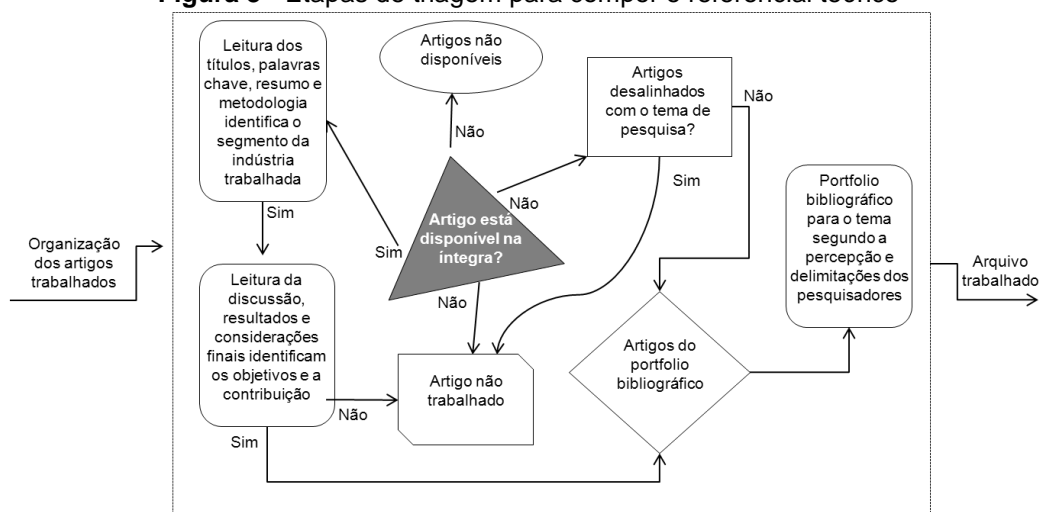 Leitura dos
títulos, palavras
chave, resumo e
metodologia
identifica o
segmento da
indústria
trabalhada
Artigos não
disponíveis
Artigos
desalinhados
com o tema de
pesquisa?
Não
Não
Sim
Não
Sim
Artigo está
disponível na
íntegra?
Sim
Não
Portfolio
bibliográfico
para o tema
segundo a
percepção e
delimitações dos
pesquisadores
Organização
dos artigos
trabalhados
Arquivo
trabalhado
Leitura da
discussão,
resultados e
considerações
finais identificam
os objetivos e a
contribuição
Artigo não
trabalhado
Artigos do
portfolio
bibliográfico
Não
Sim